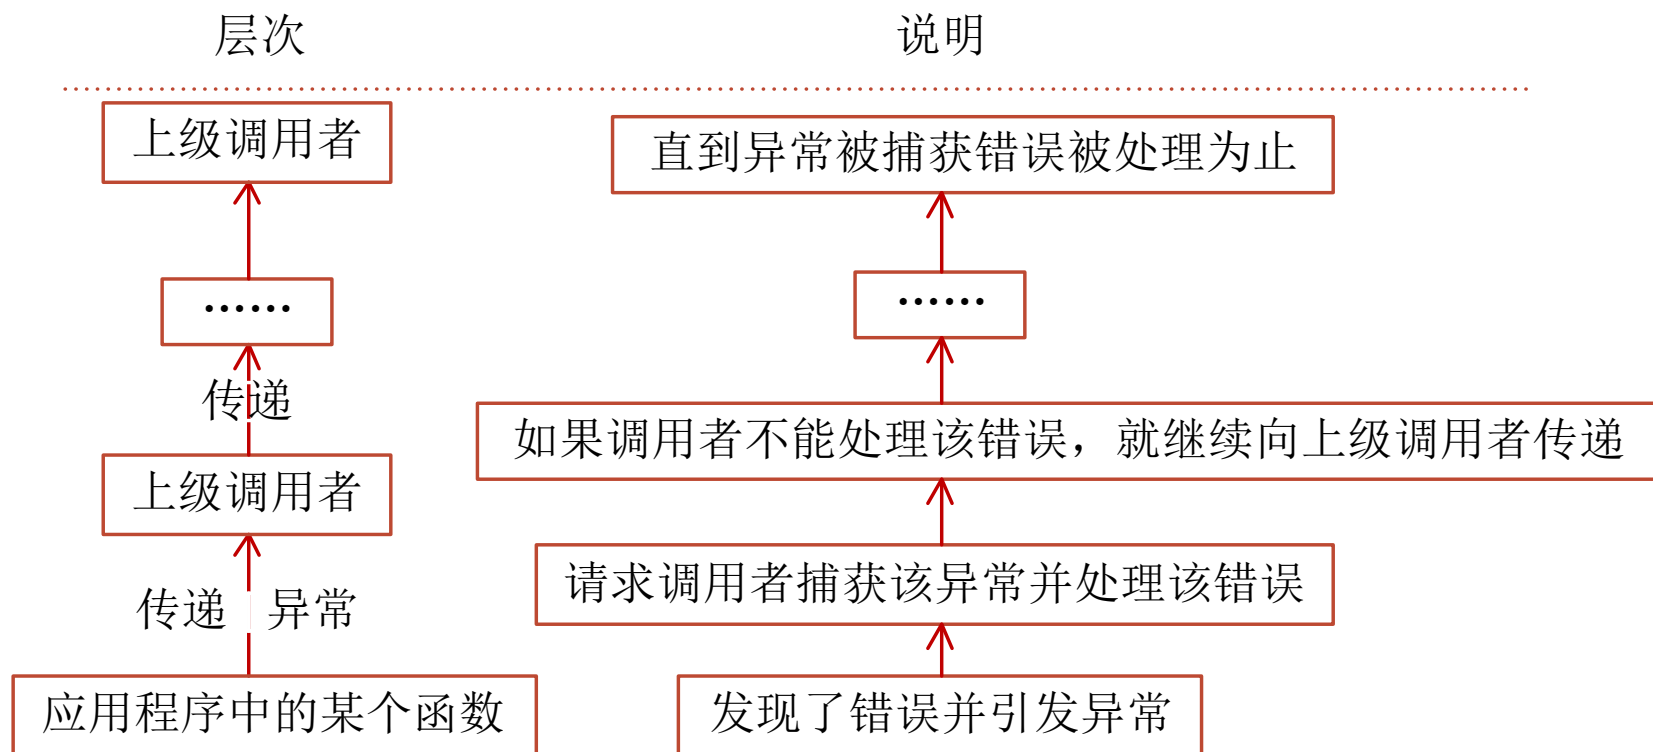 层次
说明
上级调用者
直到异常被捕获错误被处理为止
……
……
传递
如果调用者不能处理该错误，就继续向上级调用者传递
上级调用者
请求调用者捕获该异常并处理该错误
传递 异常
应用程序中的某个函数
发现了错误并引发异常